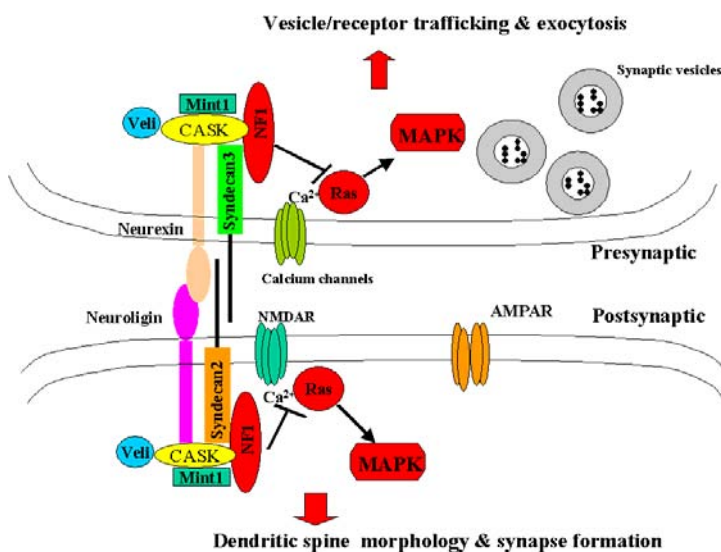 Vesicle/receptor trafficking & exocytosis
Synaptic vesicles
Mint1
Veli
CASK
NF1
MAPK
Ca2+
Ras
Syndecan3
Neurexin
Calcium channels
Presynaptic
Neuroligin
NMDAR
AMPAR
Postsynaptic
Ca2+
Ras
Syndecan2
NF1
Veli
CASK
Mint1
MAPK
Dendritic spine morphology & synapse formation